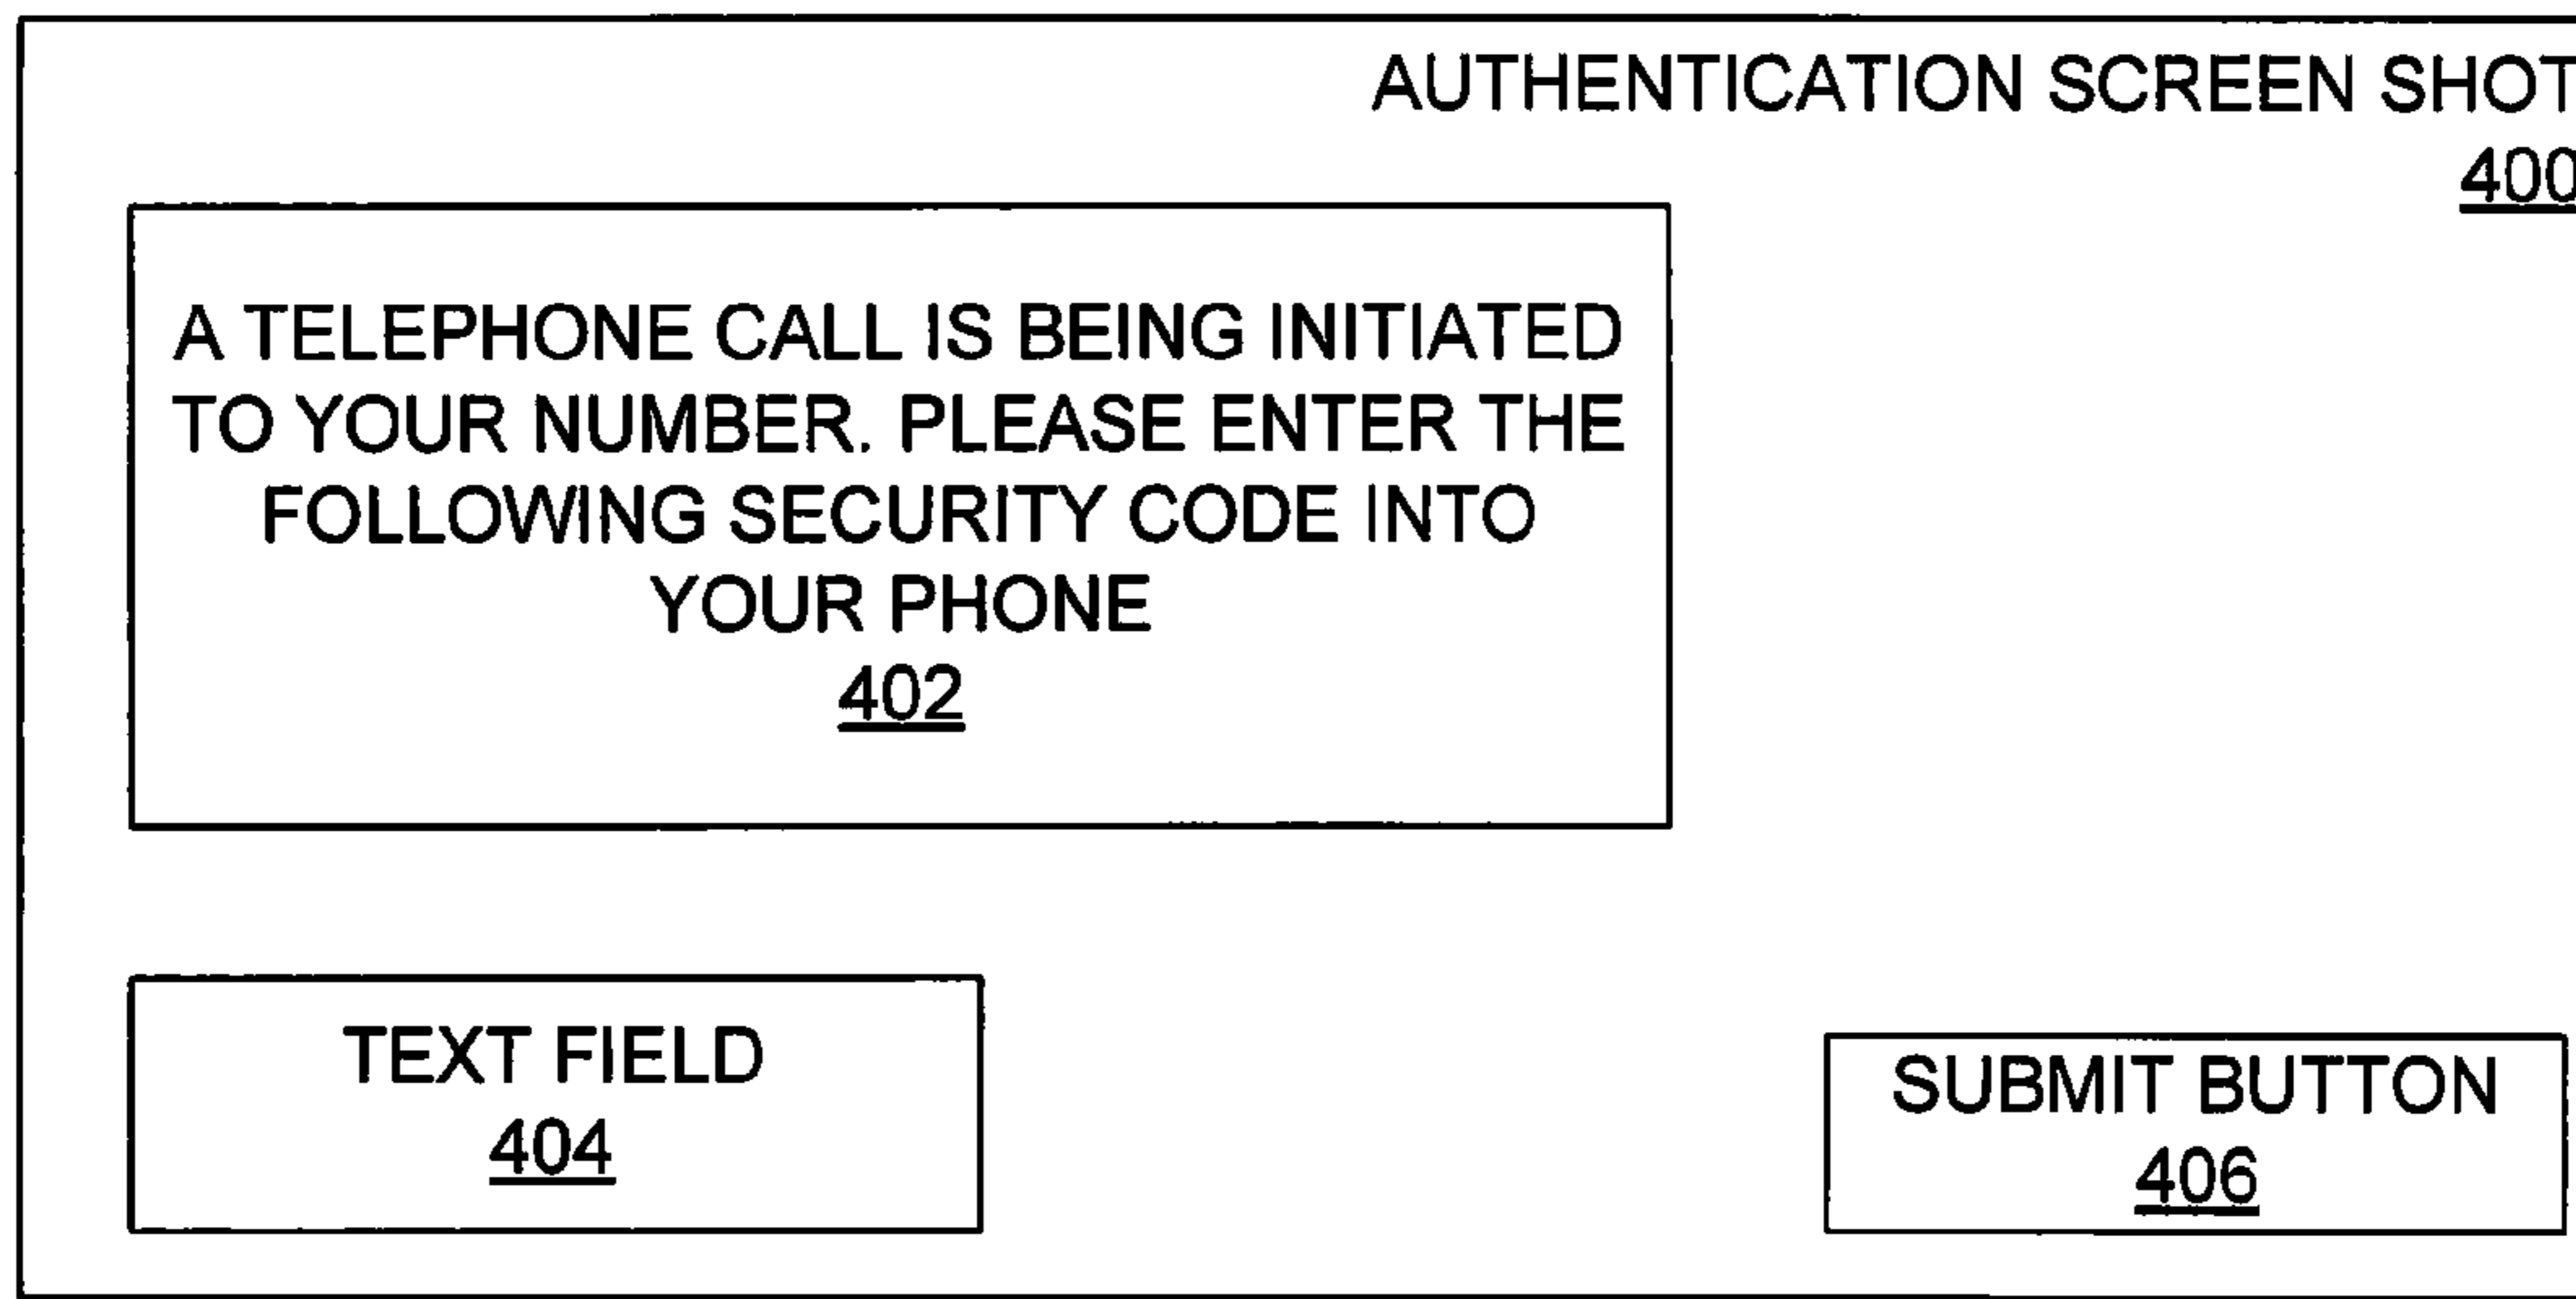 AUTHENTICATION SCREEN SHOT
400
A TELEPHONE CALL IS BEING INITIATED
TO YOUR NUMBER. PLEASE ENTER THE
FOLLOWING SECURITY CODE INTO
YOUR PHONE
402
TEXT FIELD
404
SUBMIT BUTTON
406